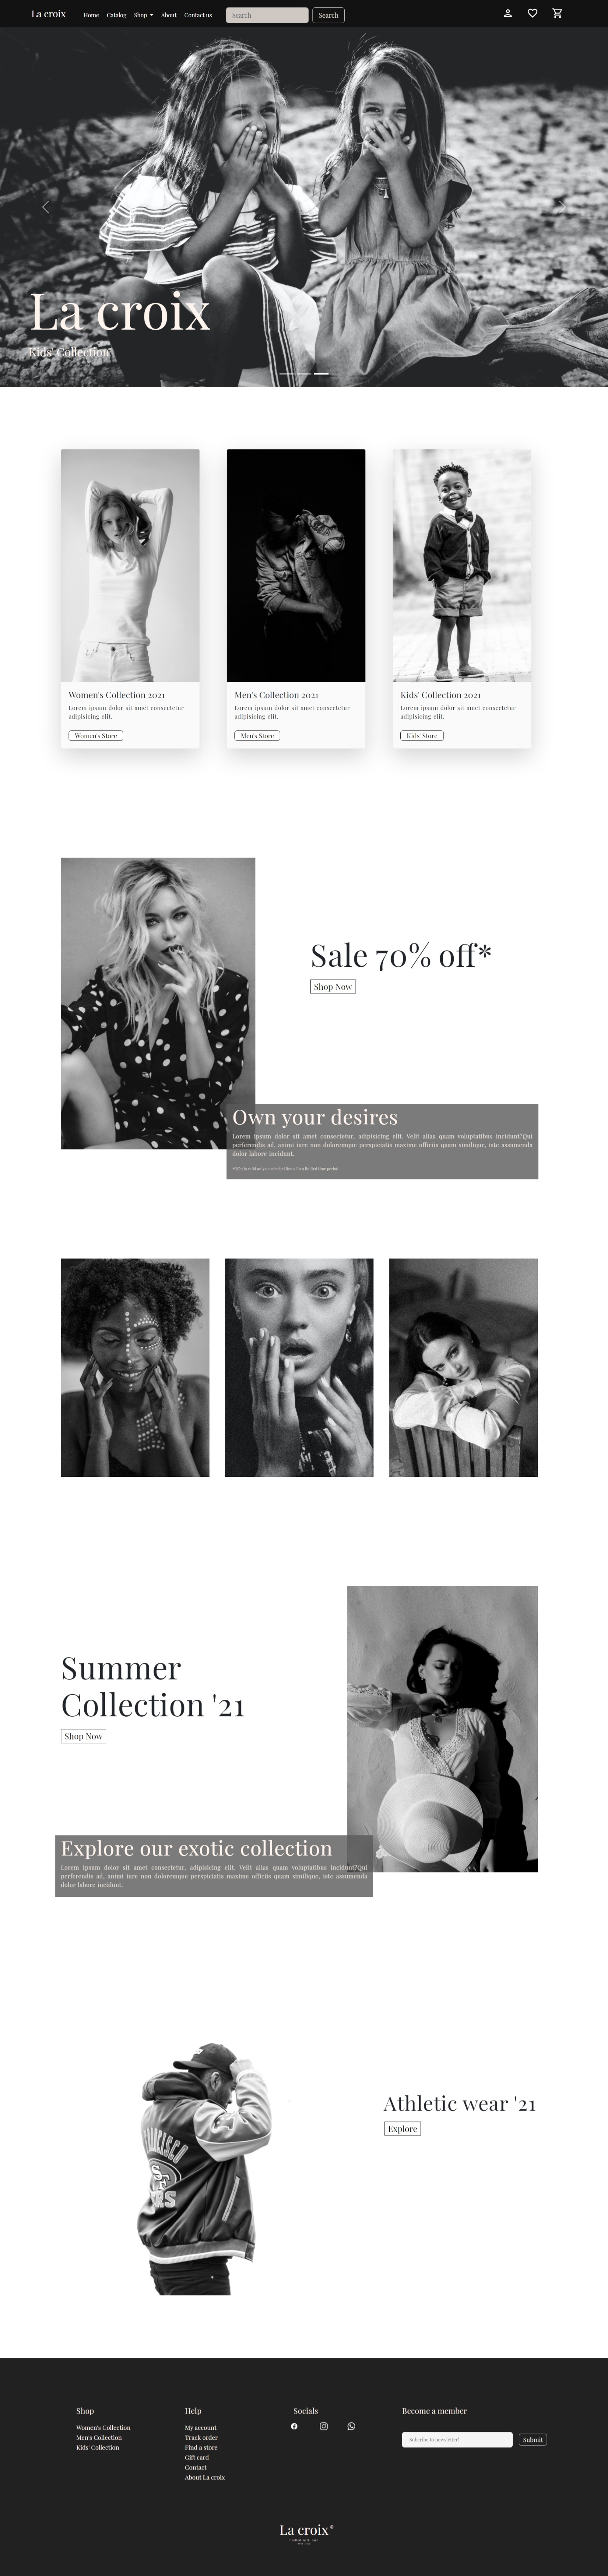 La croix
Home Catalog Shop About Contact us Search Search
La croix
Kids' Collection
Women's Collection 2021
Lorem ipsum dolor sit amet consectetur
adipisicing elit.
Women's Store
Men's Collection 2021
Lorem ipsum dolor sit amet consectetur
adipisicing elit.
Men's Store
Kids' Collection 2021
Lorem ipsum dolor sit amet consectetur
adipisicing elit.
Kids' Store
Sale 70% off*
Shop Now
Own your desires
Lorem ipsum dolor sit amet consectetur, adipisicing elit. Velit alias quam voluptatibus incidunt?Qui
perferendis ad, animi iure non doloremque perspiciatis maxime officiis quam similique, iste assumenda
dolor labore incidunt.
*Offer is valid only on selected items for a limited time period.
Summer
Collection '21
Shop Now
Explore our exotic collection
Lorem ipsum dolor sit amet consectetur, adipisicing elit. Velit alias quam voluptatibus incidunt?Qui
perferendis ad, animi iure non doloremque perspiciatis maxime officiis quam similique, iste assumenda
dolor labore incidunt.
SF
Athletic wear '21
Explore
Shop
Women's Collection
Men's Collection
Kids' Collection
Help
My account
Track order
Find a store
Gift card
Contact
About La croix
Socials
Become a member
Submit
La croix®